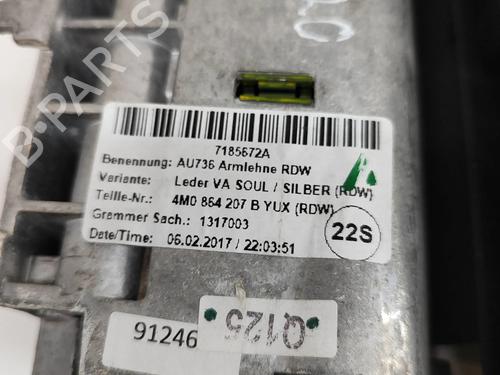 7185672A
Benennung: AU736 Armlehne RDW
Variante: Leder VA SOUL / SILBER (RDW)
Teille-Nr.: 4M0 864 207 B YUX (RDW)
Grammer Sach.: 1317003
Date/Time: 06.02.2017 / 22:03:51
A
22S
91246
Q125
B-PARTS